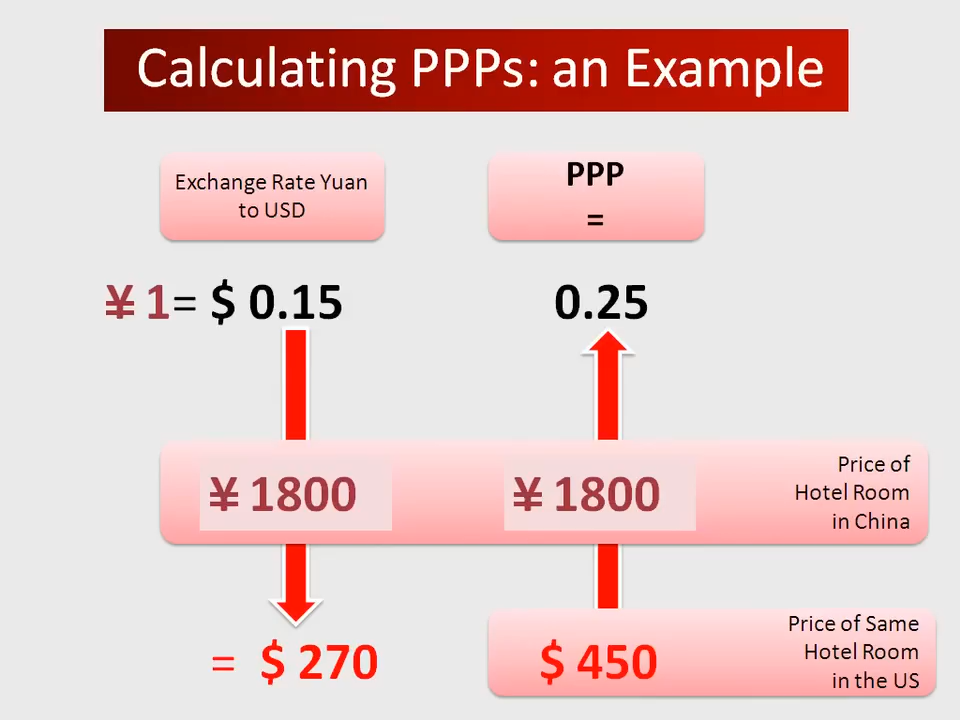 Calculating PPPs: an Example
Exchange Rate Yuan
to USD
PPP
=
¥ 1= $ 0.15
0.25
¥ 1800
¥ 1800
Price of
Hotel Room
in China
= $ 270
$ 450
Price of Same
Hotel Room
in the US